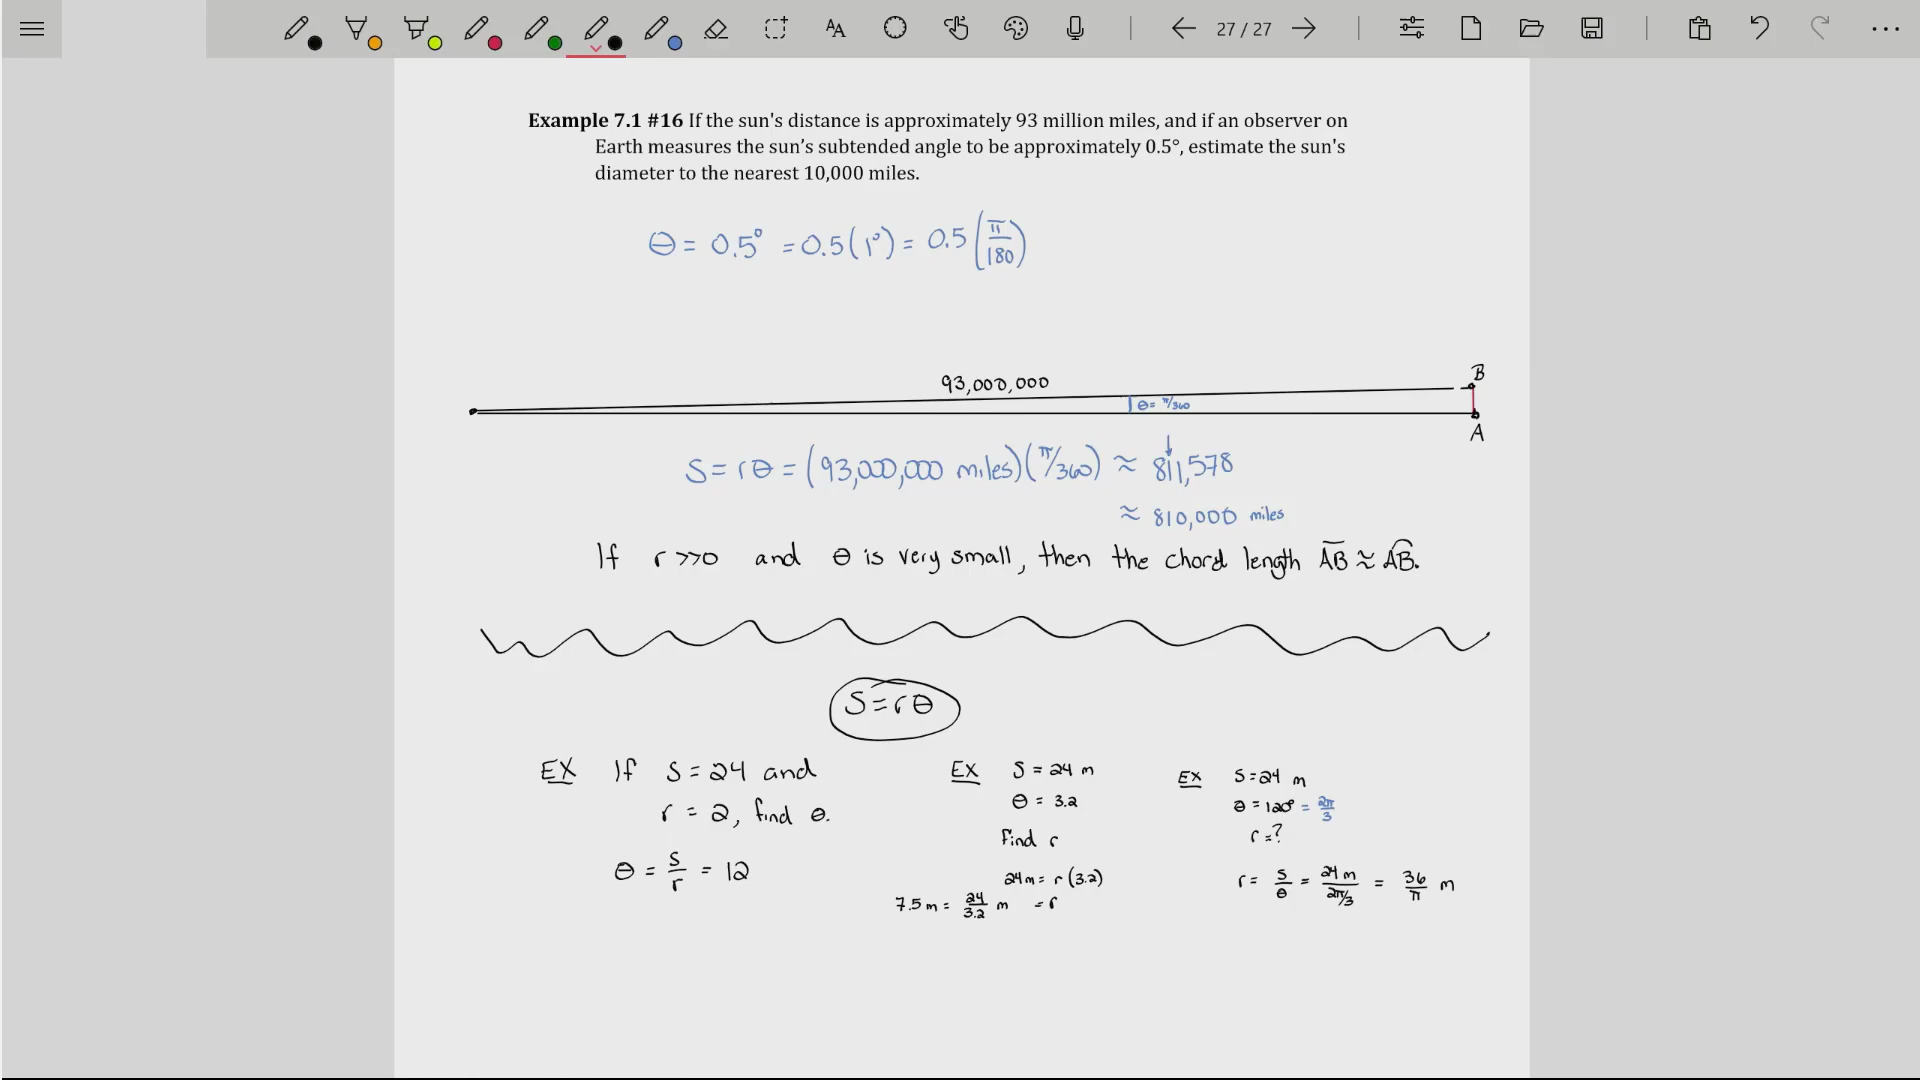 27 / 27
Example 7.1 #16 If the sun's distance is approximately 93 million miles, and if an observer on
Earth measures the sun’s subtended angle to be approximately 0.5°, estimate the sun's
diameter to the nearest 10,000 miles.
θ = 0.5° = 0.5(1°) = 0.5(π/180)
93,000,000
B
θ = π/360
A
S = rθ = (93,000,000 miles)(π/360) ≈ 811,578
≈ 810,000 miles
If r >> 0 and θ is very small, then the chord length A̅B̅ ≈ A͡B.
S = rθ
EX If S = 24 and
r = 2, find θ.
θ = s/r = 12
EX S = 24 m
θ = 3.2
Find r
24 m = r (3.2)
7.5 m = 24/3.2 m = r
EX S = 24 m
θ = 120° = 2π/3
r = ?
r = s/θ = 24 m/(2π/3) = 36/π m